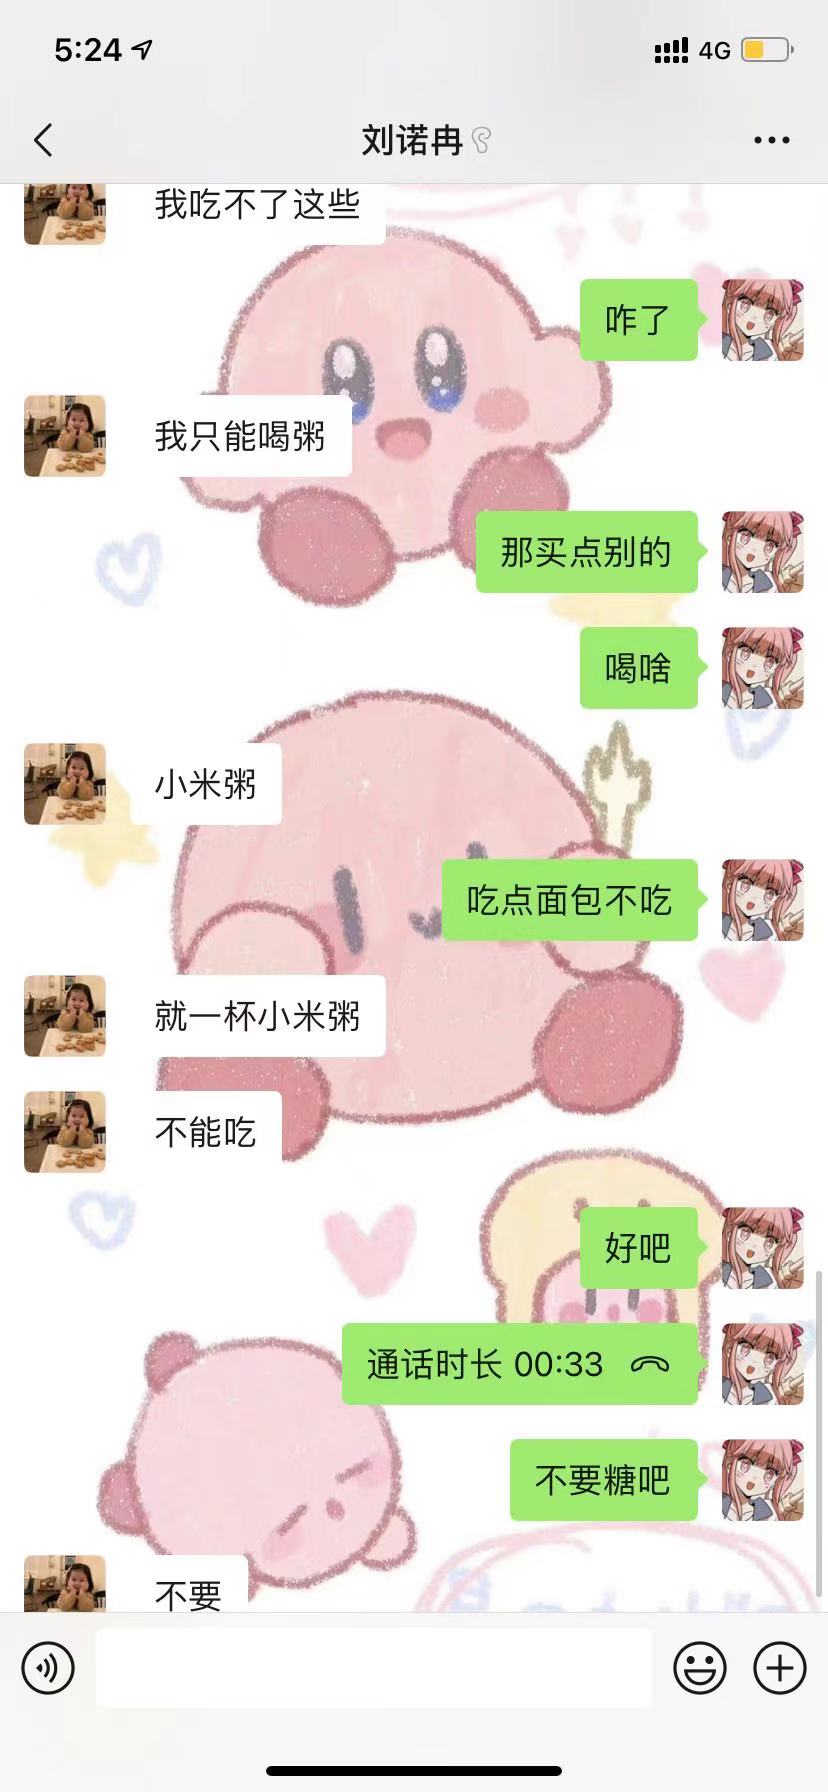 5:24
4G
刘诺冉
我吃不了这些
咋了
我只能喝粥
那买点别的
喝啥
小米粥
吃点面包不吃
就一杯小米粥
不能吃
好吧
通话时长 00:33
不要糖吧
不要